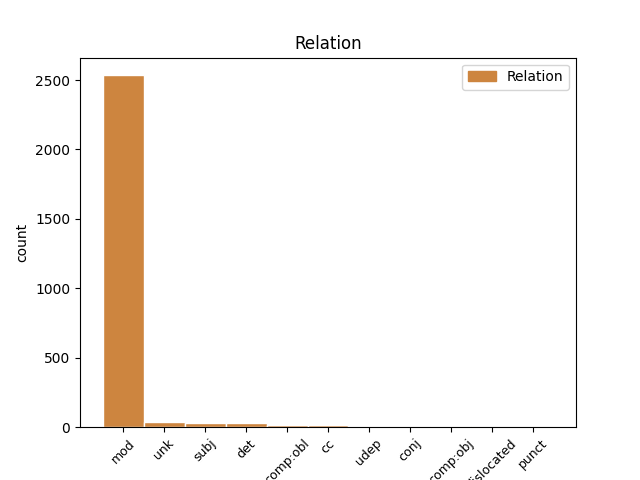 Relation
Relation
count
2500
2000
1500
1000
500
0
mod
unk
subj
det
comp:obl
cc
udep
conj
comp:obj
islocated
punct